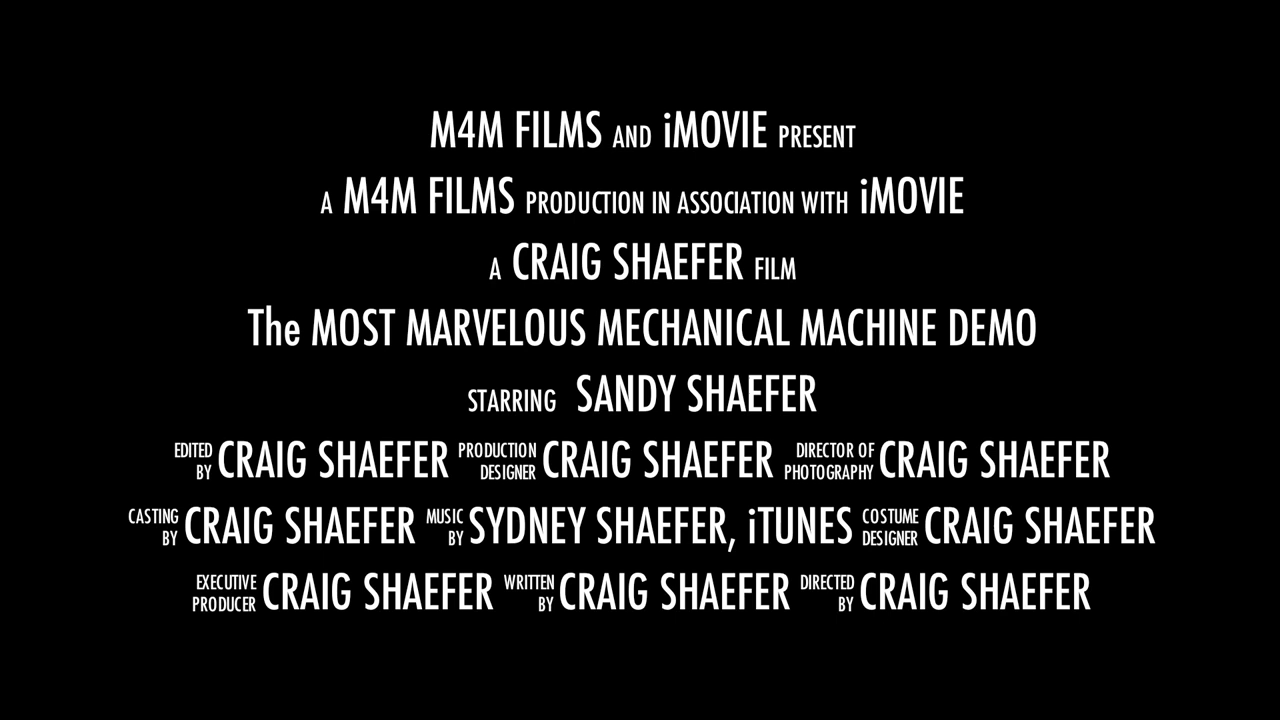 M4M FILMS AND iMOVIE PRESENT
A M4M FILMS PRODUCTION IN ASSOCIATION WITH iMOVIE
A CRAIG SHAEFER FILM
The MOST MARVELOUS MECHANICAL MACHINE DEMO
STARRING SANDY SHAEFER
EDITED BY CRAIG SHAEFER PRODUCTION DESIGNER CRAIG SHAEFER DIRECTOR OF PHOTOGRAPHY CRAIG SHAEFER
CASTING BY CRAIG SHAEFER MUSIC BY SYDNEY SHAEFER, iTUNES COSTUME DESIGNER CRAIG SHAEFER
EXECUTIVE PRODUCER CRAIG SHAEFER WRITTEN BY CRAIG SHAEFER DIRECTED BY CRAIG SHAEFER